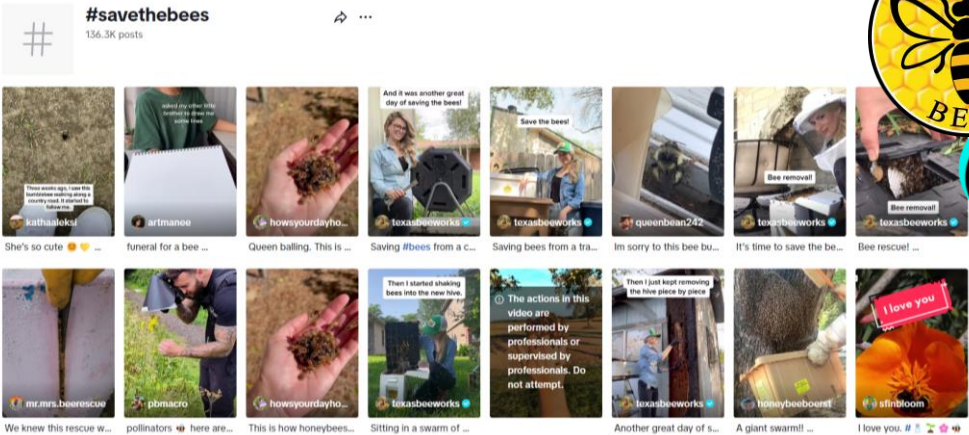 #savethebees
136.3K posts
BE
asked my other little
brother to draw me
some lines
And it was another great
day of saving the bees!
Save the bees!
Three weeks ago, I saw this
bumblebee walking along a
country road. It started to
follow me.
Bee removal!
Bee removal!
kathaaleksi
artmanee
howsyourdayho...
texasbeeworks
texasbeeworks
queenbean242
texasbeeworks
texasbeeworks
She's so cute ...
funeral for a bee ...
Queen balling. This is ...
Saving #bees from a c...
Saving bees from a tra...
Im sorry to this bee bu...
It's time to save the be...
Bee rescue! ...
Then I started shaking
bees into the new hive.
The actions in this
video are
performed by
professionals or
supervised by
professionals. Do
not attempt.
Then I just kept removing
the hive piece by piece
I love you
mr.mrs.beerescue
pbmacro
howsyourdayho...
texasbeeworks
texasbeeworks
honeybeeboerst
sfinbloom
We knew this rescue w...
pollinators 🐝 here are...
This is how honeybees...
Sitting in a swarm of ...
Another great day of s...
A giant swarm!! ...
I love you. #